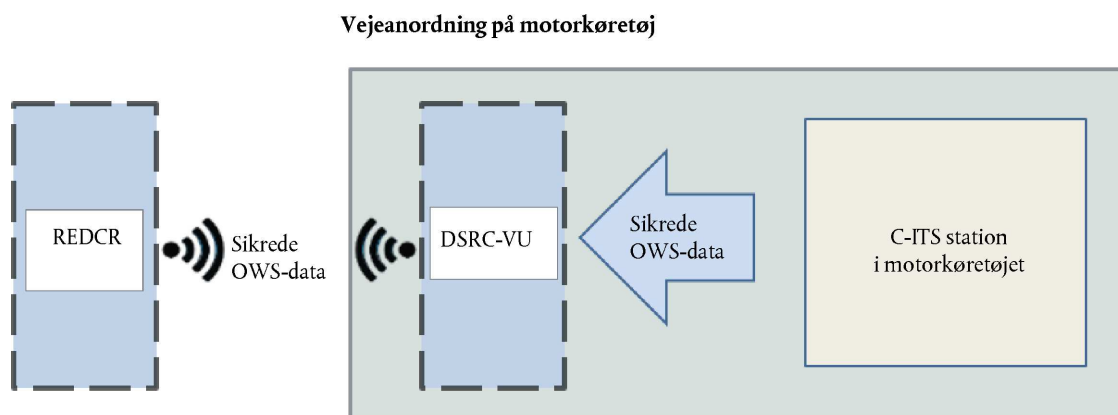 Vejeanordning på motorkøretøj
REDCR
Sikrede
OWS-data
DSRC-VU
Sikrede
OWS-data
C-ITS station
i motorkøretøjet